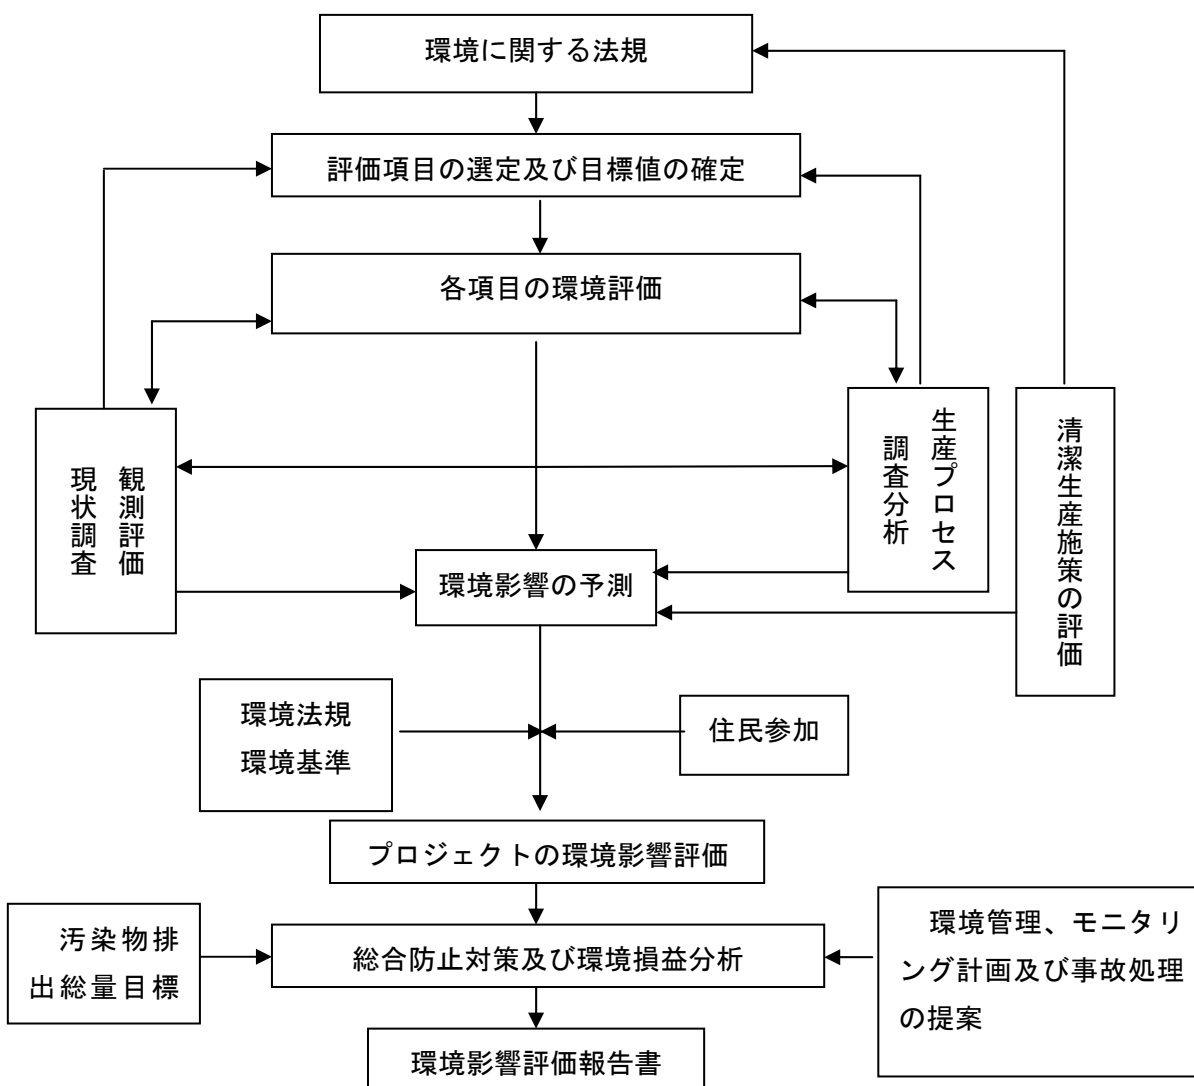 環境に関する法規
評価項目の選定及び目標値の確定
各項目の環境評価
観測評価
現状調査
生産プロセス
調査分析
清潔生産施策の評価
環境影響の予測
環境法規
環境基準
住民参加
プロジェクトの環境影響評価
汚染物排
出総量目標
総合防止対策及び環境損益分析
環境管理、モニタリ
ング計画及び事故処理
の提案
環境影響評価報告書